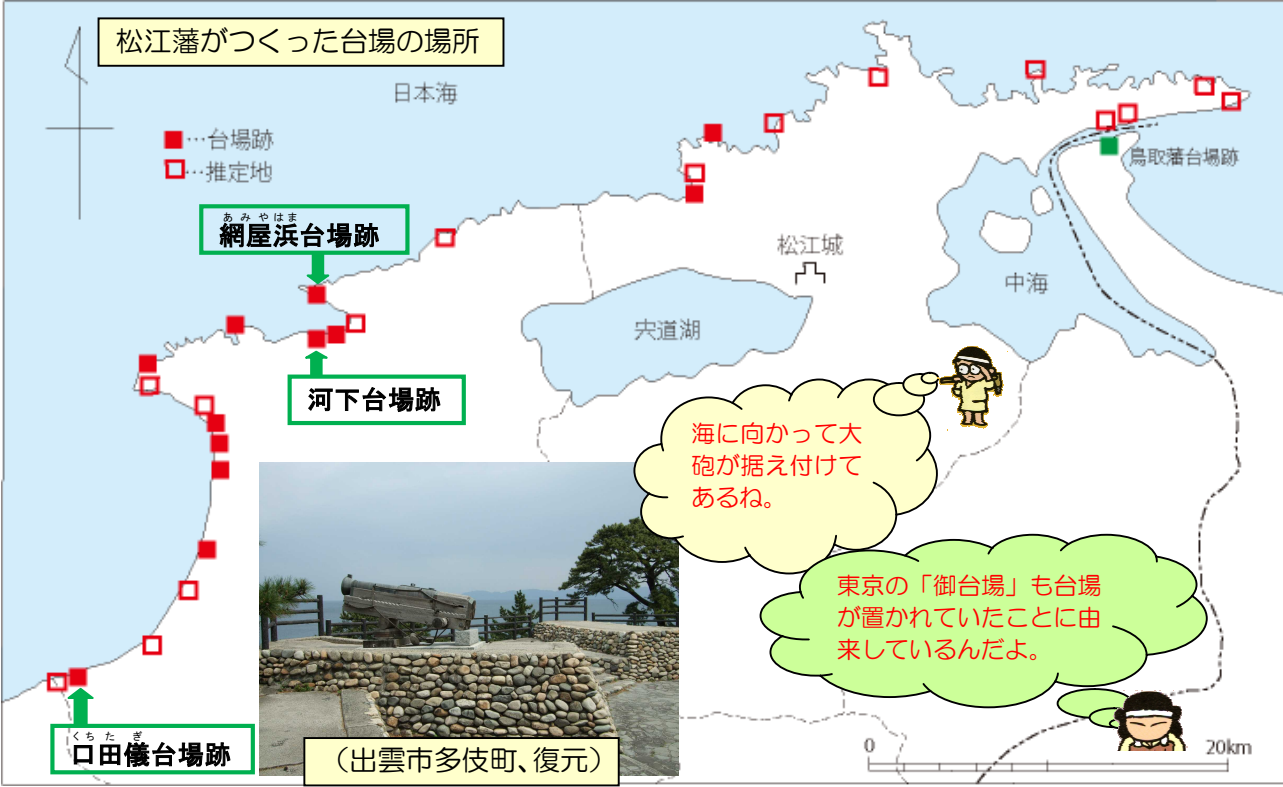 松江藩がつくった台場の場所
日本海
■…台場跡
□…推定地
鳥取藩台場跡
あみやはま
網屋浜台場跡
松江城
中海
宍道湖
河下台場跡
海に向かって大
砲が据え付けて
あるね。
東京の「御台場」も台場
が置かれていたことに由
来しているんだよ。
くちたぎ
口田儀台場跡
（出雲市多伎町、復元）
0 20km